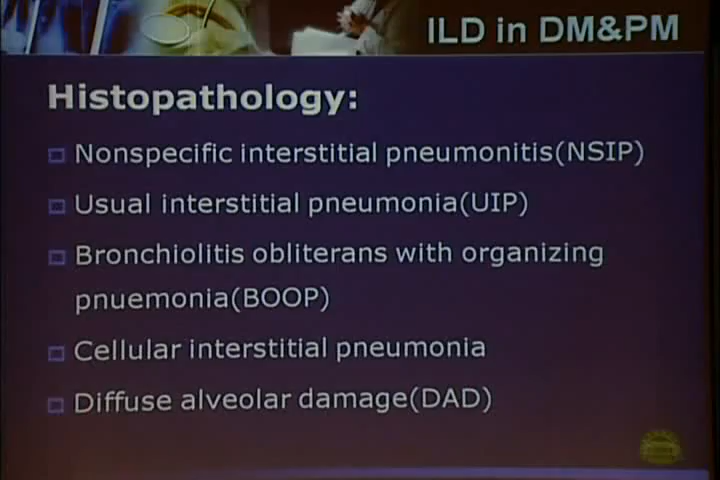 ILD in DM&PM
Histopathology:
Nonspecific interstitial pneumonitis(NSIP)
Usual interstitial pneumonia(UIP)
Bronchiolitis obliterans with organizing
pnuemonia(BOOP)
Cellular interstitial pneumonia
Diffuse alveolar damage(DAD)